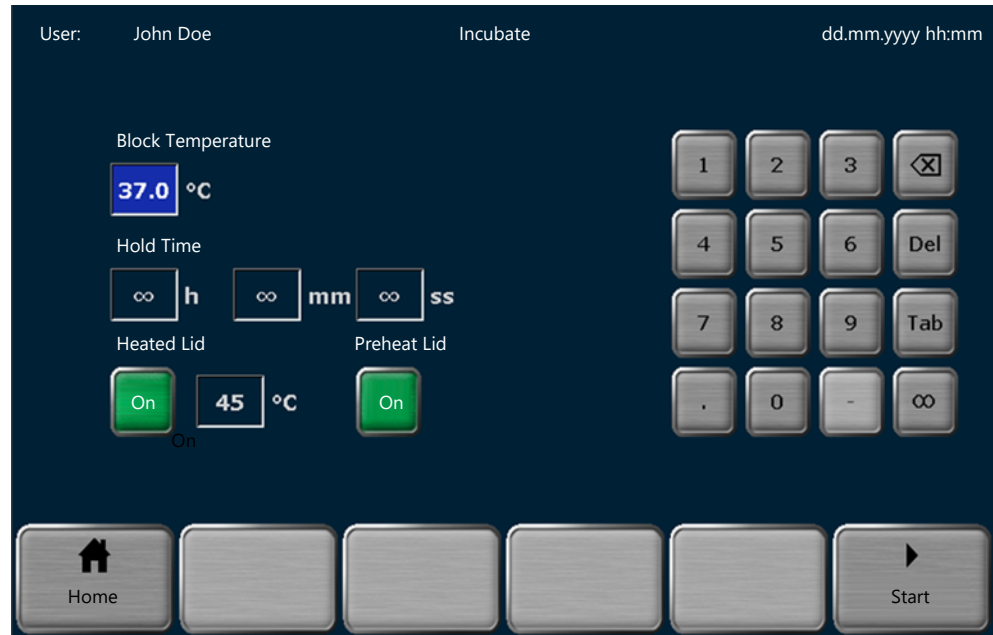 User: John Doe Incubate dd.mm.yyyy hh:mm
Block Temperature
37.0 °C
Hold Time
∞ h ∞ mm ∞ ss
Heated Lid Preheat Lid
On 45 °C On
On
1 2 3
4 5 6 Del
7 8 9 Tab
. 0 - ∞
Home Start